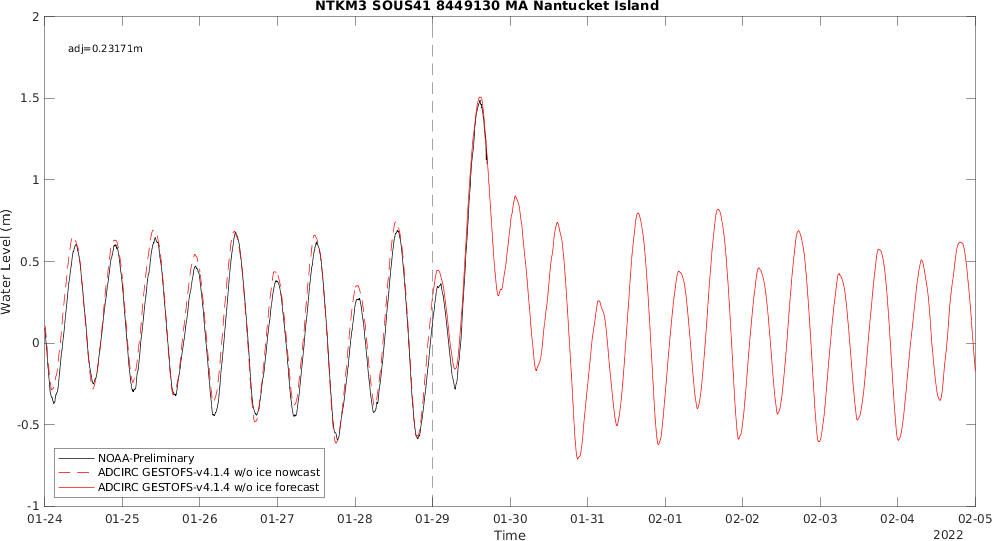 NTKM3 SOUS41 8449130 MA Nantucket Island
adj=0.23171m
Water Level (m)
2
1.5
1
0.5
0
-0.5
-1
NOAA-Preliminary
ADCIRC GESTOFS-v4.1.4 w/o ice nowcast
ADCIRC GESTOFS-v4.1.4 w/o ice forecast
01-24 01-25 01-26 01-27 01-28 01-29 01-30 01-31 02-01 02-02 02-03 02-04 02-05
Time
2022